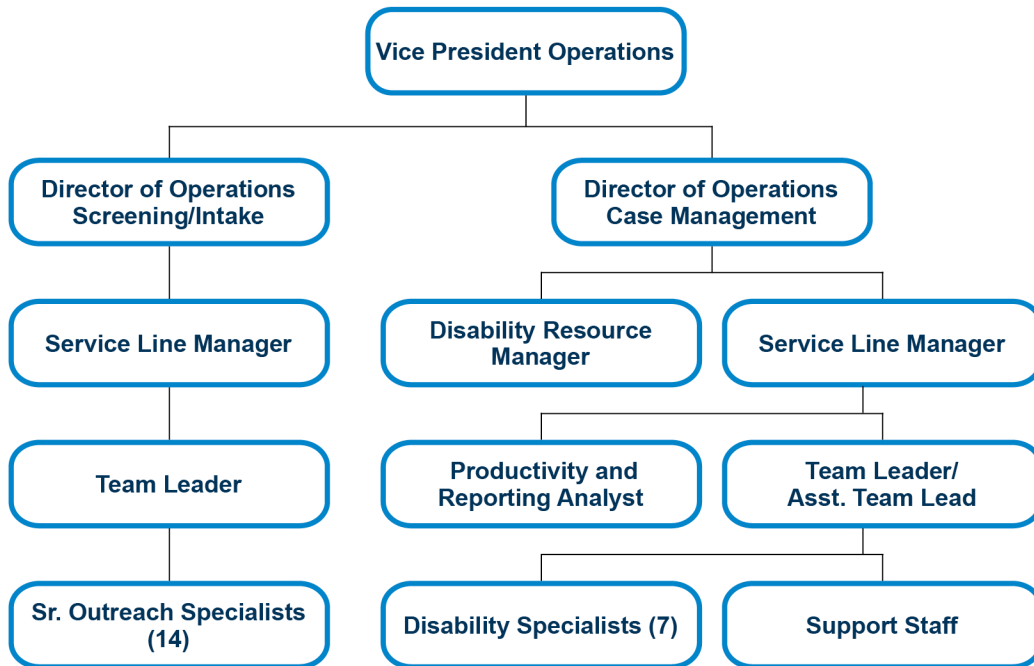 Vice President Operations
Director of Operations
Screening/Intake
Director of Operations
Case Management
Service Line Manager
Disability Resource
Manager
Service Line Manager
Team Leader
Productivity and
Reporting Analyst
Team Leader/
Asst. Team Lead
Sr. Outreach Specialists
(14)
Disability Specialists (7)
Support Staff